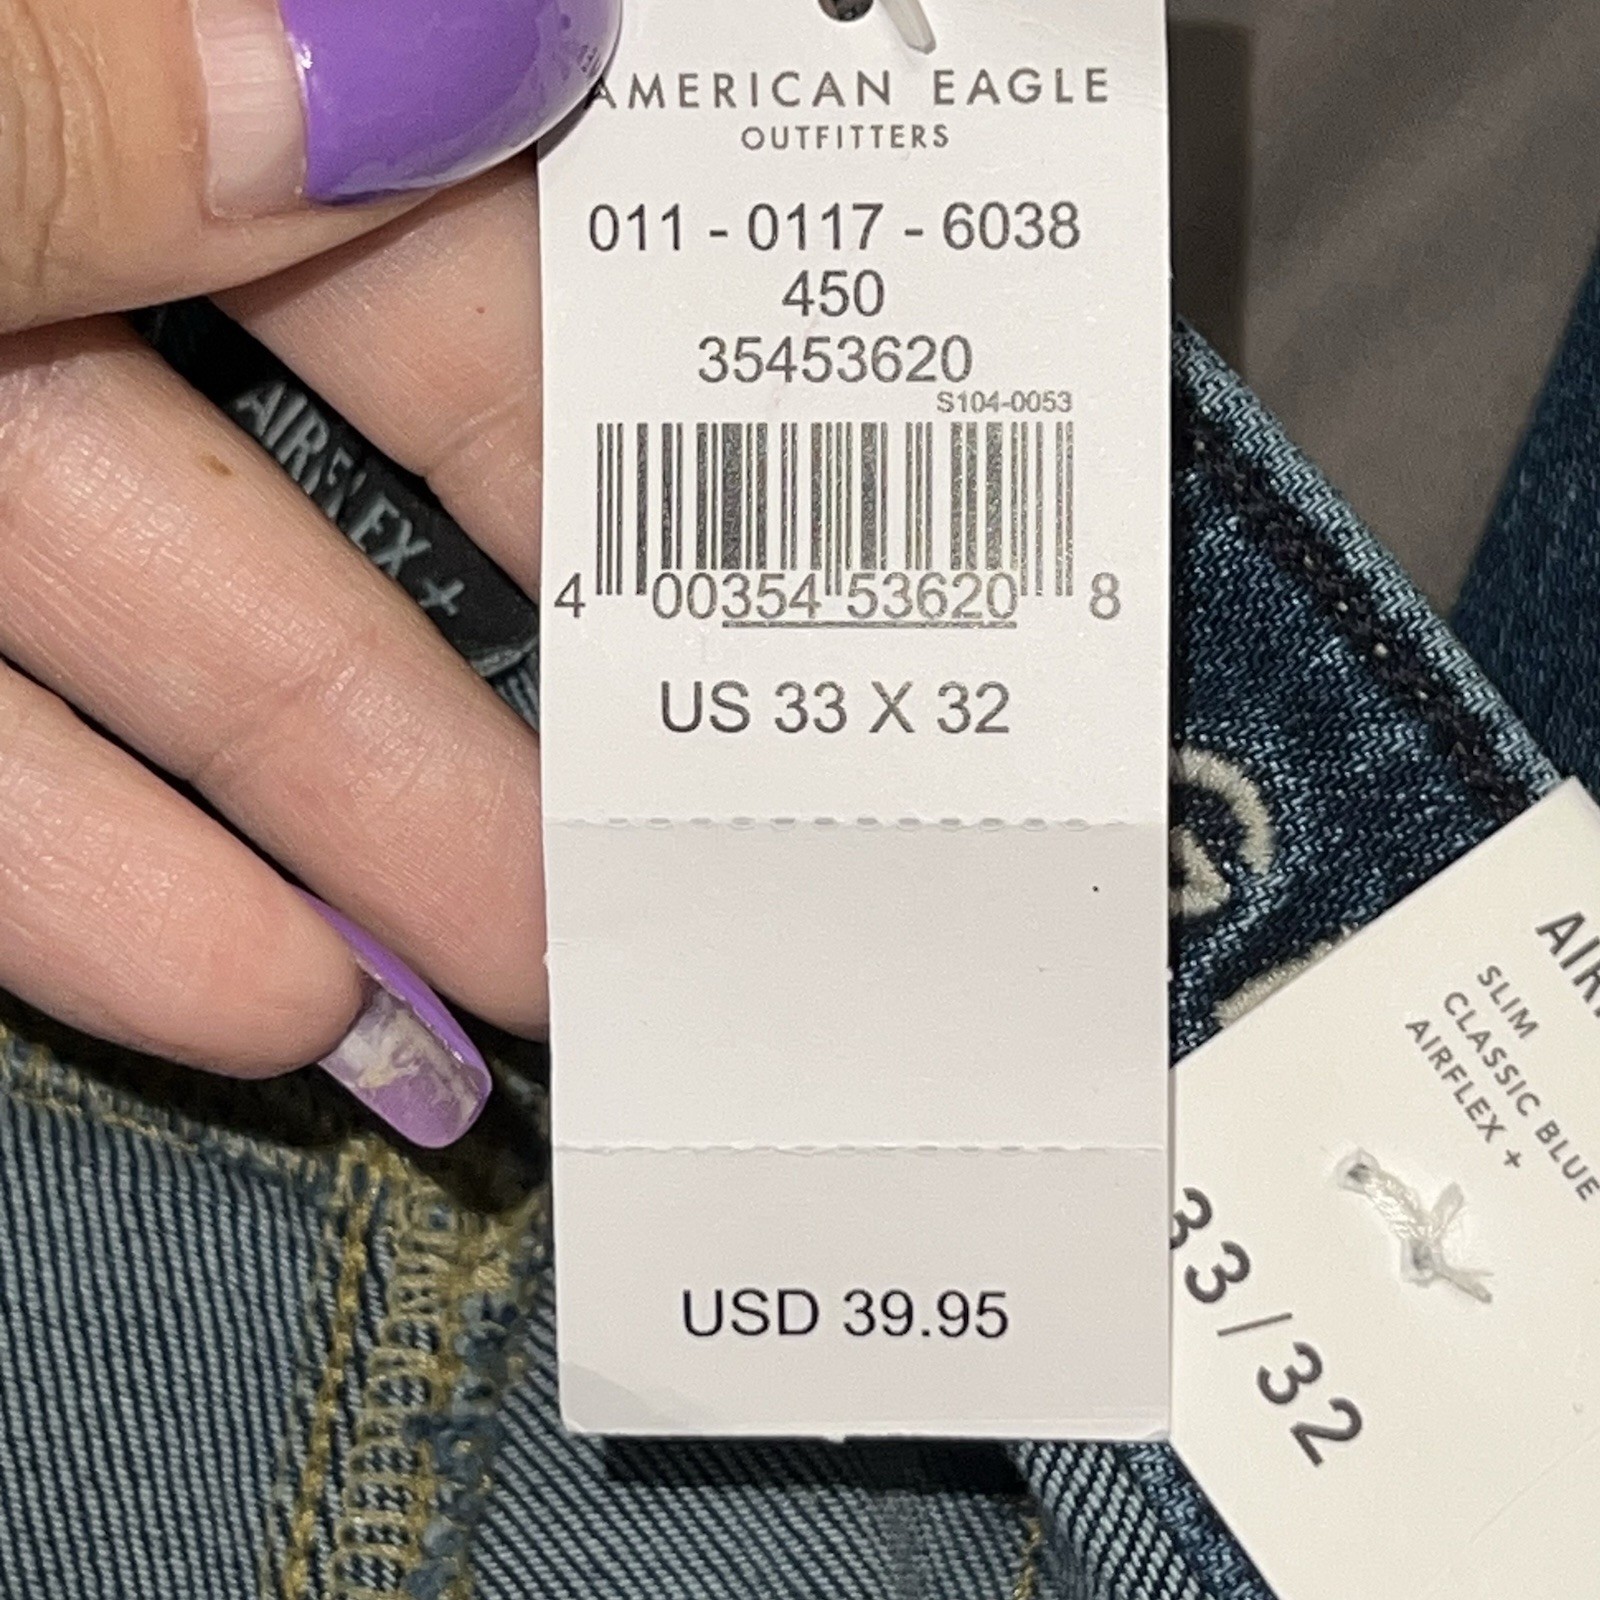 AMERICAN EAGLE
OUTFITTERS
011 - 0117 - 6038
450
35453620
S104-0053
4 00354 53620 8
US 33 X 32
USD 39.95
AIRFLEX +
SLIM
CLASSIC BLUE
AIRFLEX +
33/32